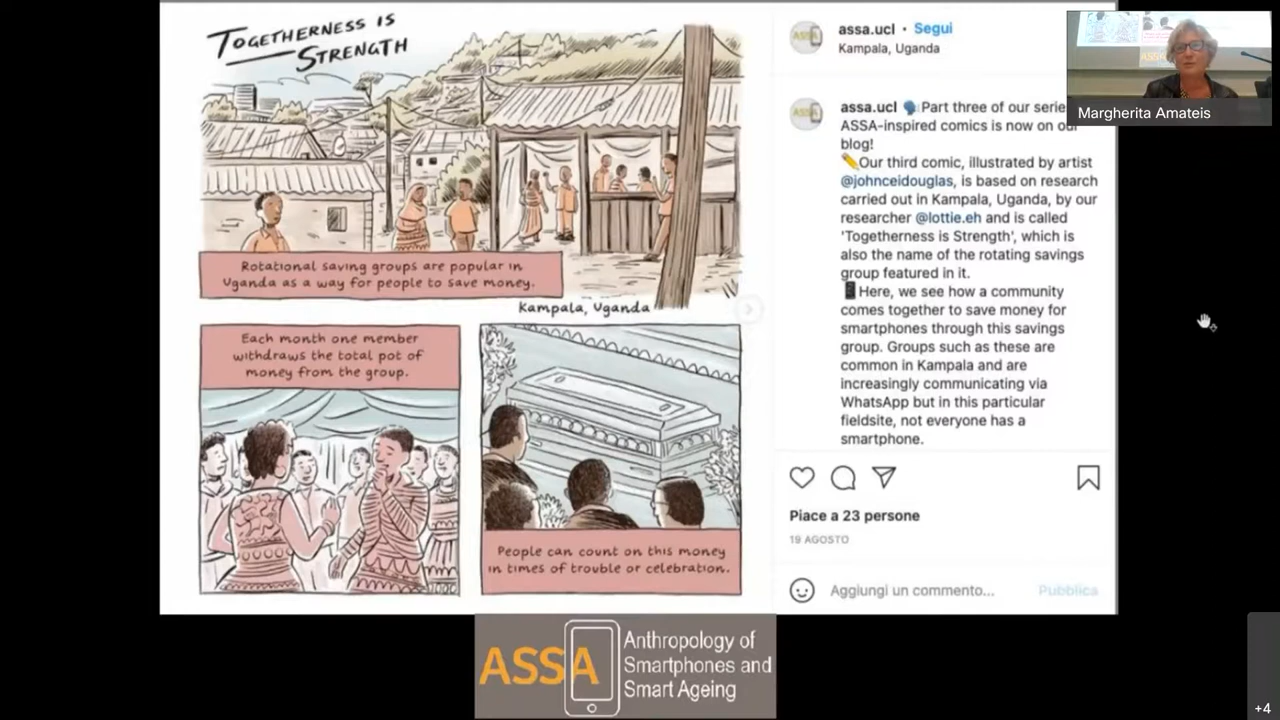 TOGETHERNESS IS
STRENGTH
Rotational saving groups are popular in
Uganda as a way for people to save money.
Kampala, Uganda
Each month one member
withdraws the total pot of
money from the group.
People can count on this money
in times of trouble or celebration.
assa.ucl • Segui
Kampala, Uganda
assa.ucl 🗣️Part three of our serie
ASSA-inspired comics is now on our
blog!
✏️Our third comic, illustrated by artist
@johnceidouglas, is based on research
carried out in Kampala, Uganda, by our
researcher @lottie.eh and is called
'Togetherness is Strength', which is
also the name of the rotating savings
group featured in it.
📱Here, we see how a community
comes together to save money for
smartphones through this savings
group. Groups such as these are
common in Kampala and are
increasingly communicating via
WhatsApp but in this particular
fieldsite, not everyone has a
smartphone.
Piace a 23 persone
19 AGOSTO
Aggiungi un commento... Pubblica
Margherita Amateis
ASSA
Anthropology of
Smartphones and
Smart Ageing
+4